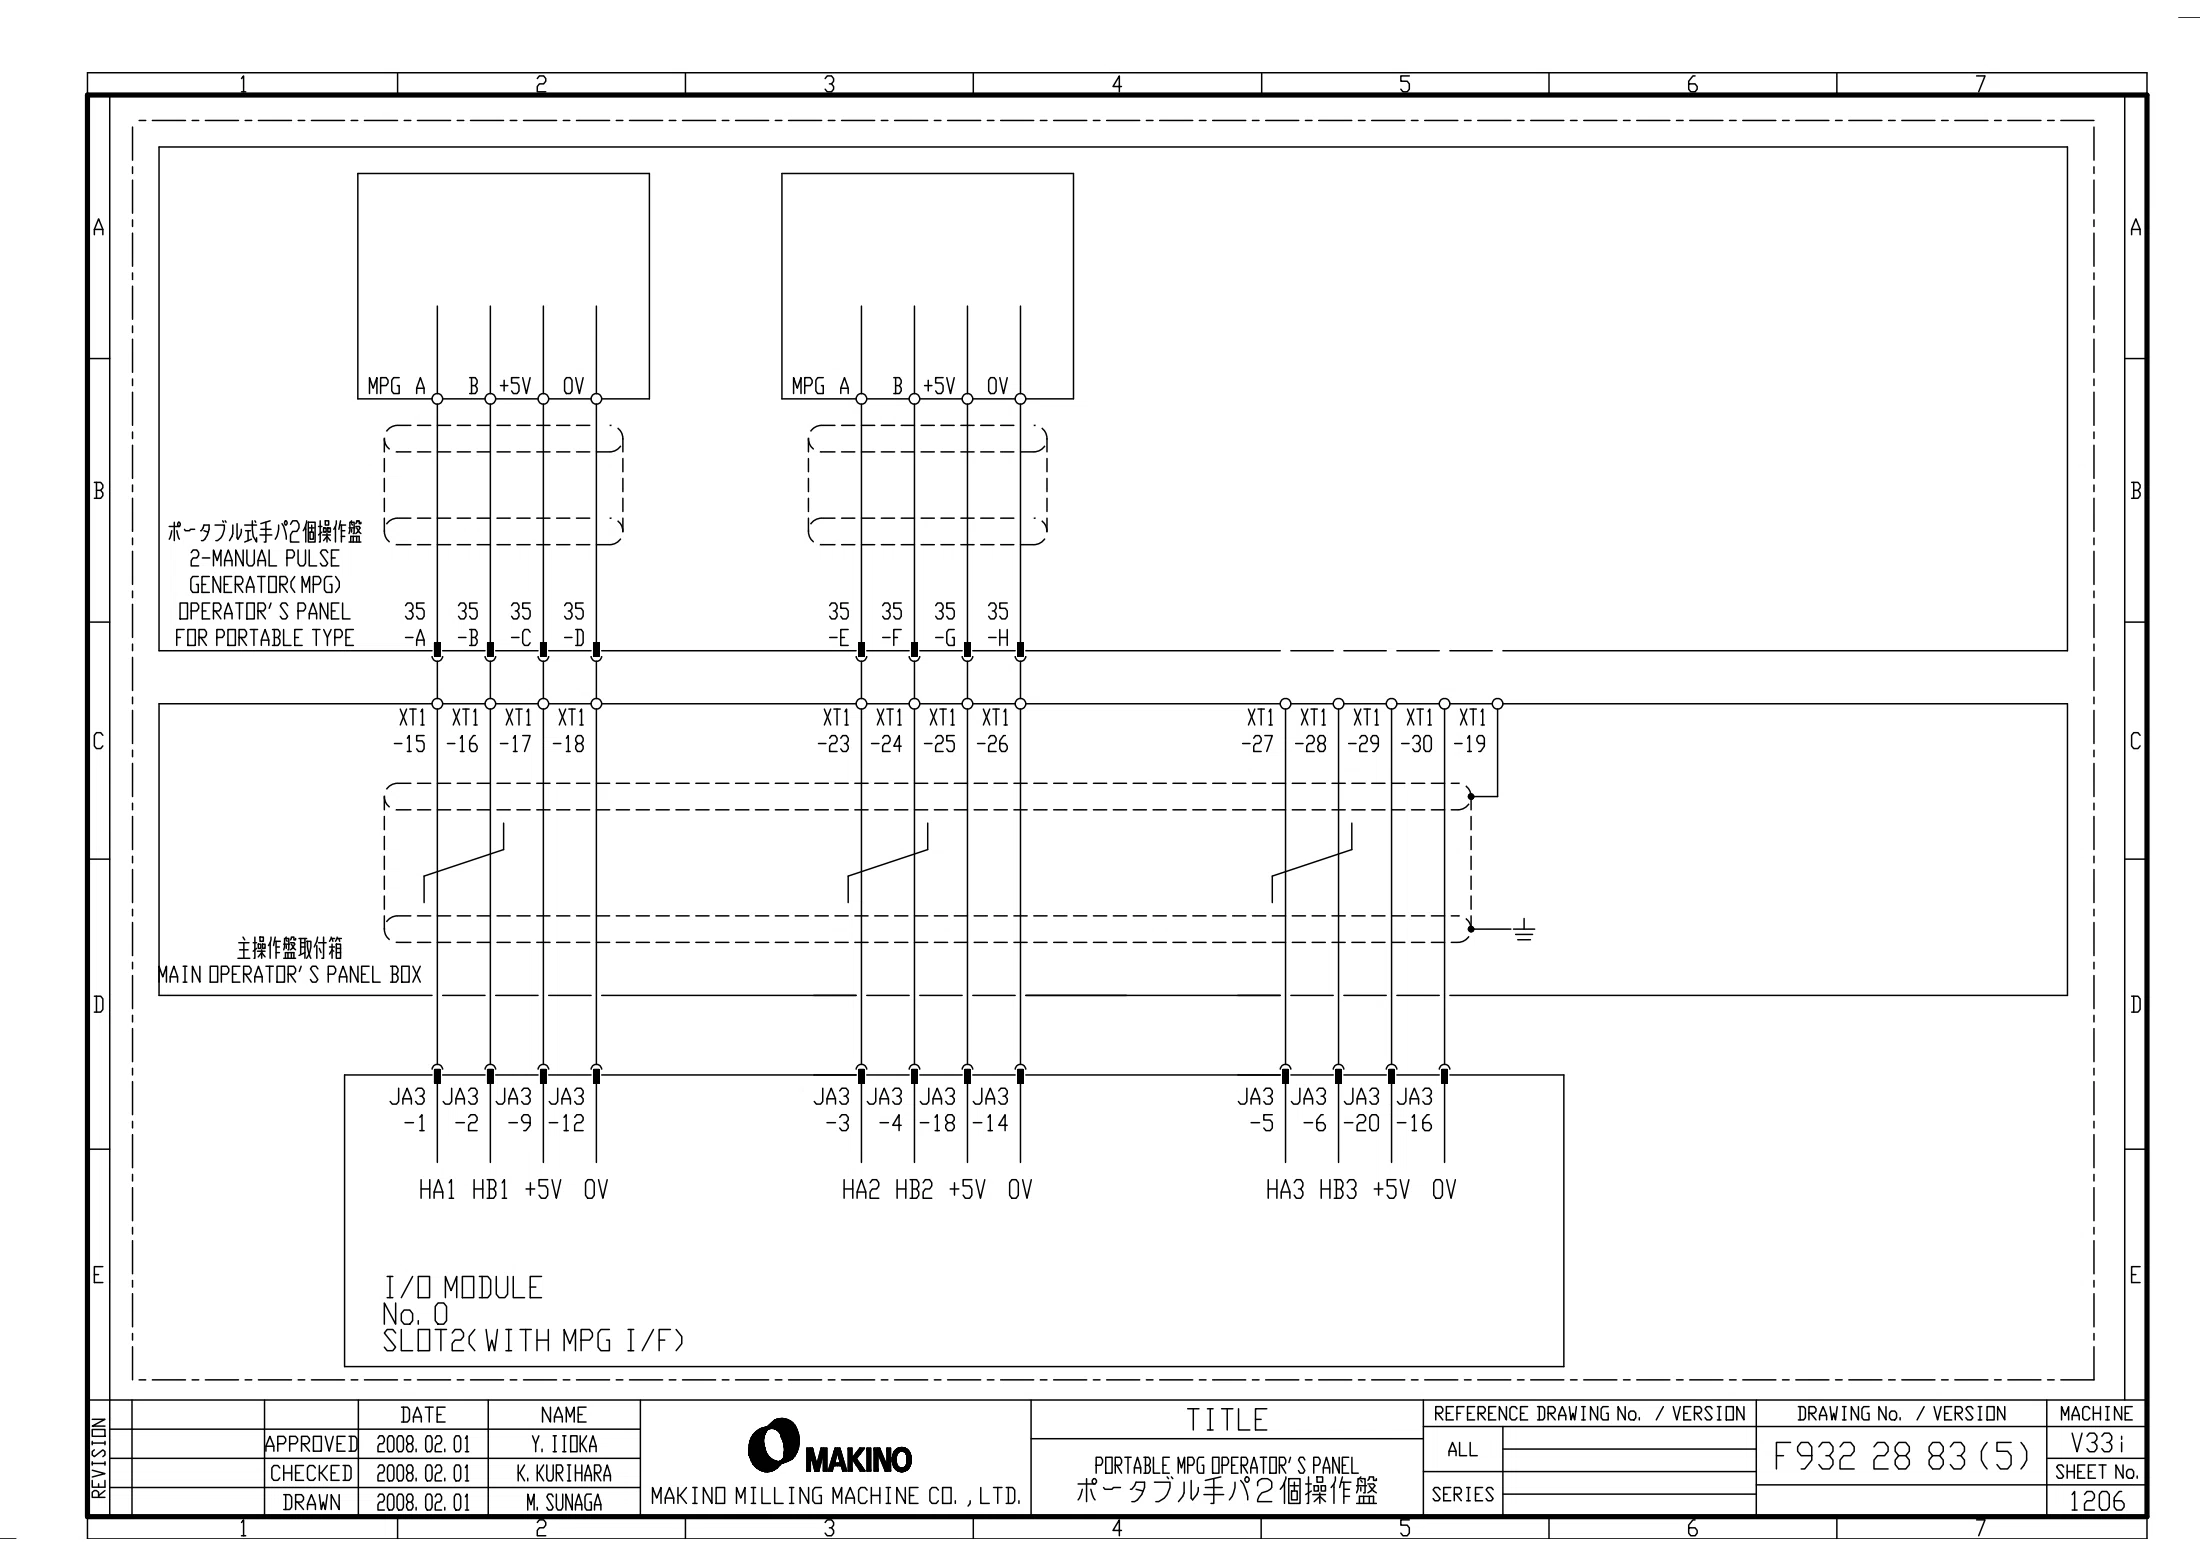 1 2 3 4 5 6 7
A A
MPG A B +5V 0V MPG A B +5V 0V
B B
ポータブル式手パ2個操作盤
2-MANUAL PULSE
GENERATOR(MPG)
OPERATOR'S PANEL
FOR PORTABLE TYPE
35 35 35 35 35 35 35 35
-A -B -C -D -E -F -G -H
XT1 XT1 XT1 XT1 XT1 XT1 XT1 XT1 XT1 XT1 XT1 XT1 XT1
-15 -16 -17 -18 -23 -24 -25 -26 -27 -28 -29 -30 -19
C C
主操作盤取付箱
MAIN OPERATOR'S PANEL BOX
D D
JA3 JA3 JA3 JA3 JA3 JA3 JA3 JA3 JA3 JA3 JA3 JA3
-1 -2 -9 -12 -3 -4 -18 -14 -5 -6 -20 -16
HA1 HB1 +5V 0V HA2 HB2 +5V 0V HA3 HB3 +5V 0V
E E
I/O MODULE
No. 0
SLOT2(WITH MPG I/F)
REVISION
DATE NAME
APPROVED 2008.02.01 Y. IIOKA
CHECKED 2008.02.01 K. KURIHARA
DRAWN 2008.02.01 M. SUNAGA
MAKINO
MAKINO MILLING MACHINE CO.,LTD.
TITLE
PORTABLE MPG OPERATOR'S PANEL
ポータブル手パ2個操作盤
REFERENCE DRAWING No. / VERSION
ALL
SERIES
DRAWING No. / VERSION
F932 28 83(5)
MACHINE
V33i
SHEET No.
1206
1 2 3 4 5 6 7